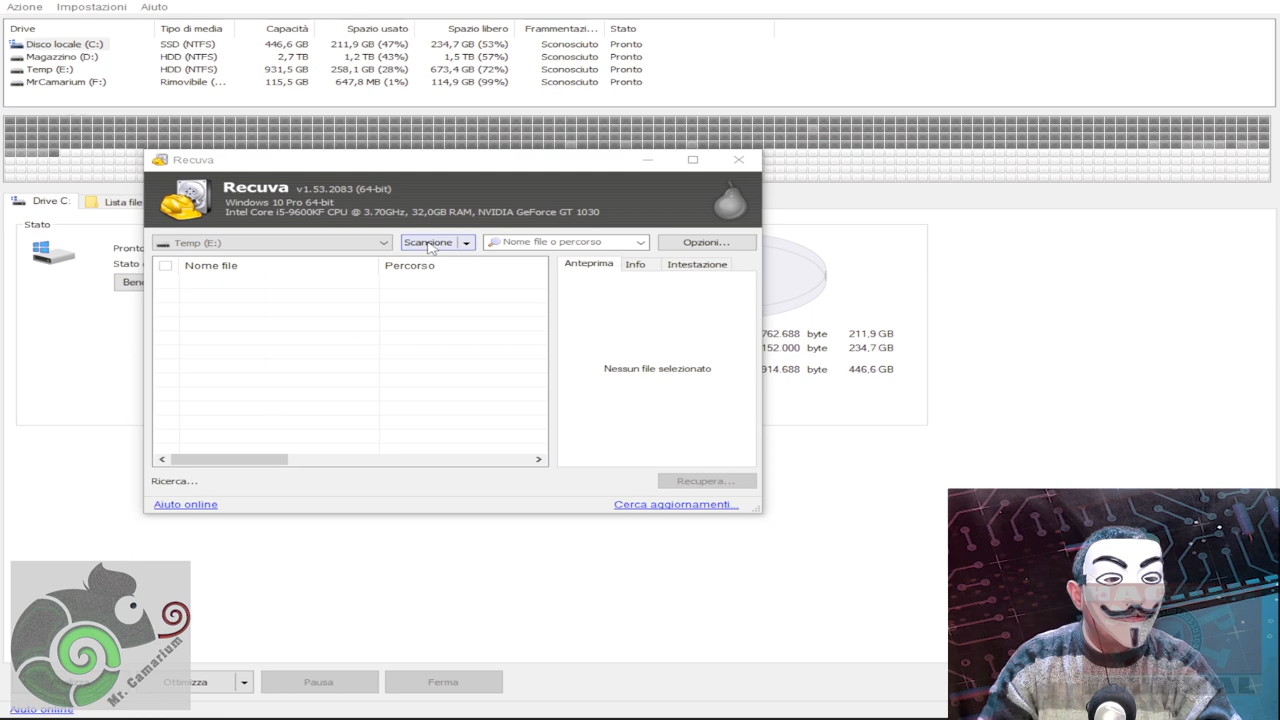 Azione Impostazioni Aiuto
Drive Tipo di media Capacità Spazio usato Spazio libero Frammentazi... Stato
Disco locale (C:) SSD (NTFS) 446,6 GB 211,9 GB (47%) 234,7 GB (53%) Sconosciuto Pronto
Magazzino (D:) HDD (NTFS) 2,7 TB 1,2 TB (43%) 1,5 TB (57%) Sconosciuto Pronto
Temp (E:) HDD (NTFS) 931,5 GB 258,1 GB (28%) 673,4 GB (72%) Sconosciuto Pronto
MrCamarium (F:) Rimovibile (... 115,5 GB 647,8 MB (1%) 114,9 GB (99%) Sconosciuto Pronto
Recuva
Recuva v1.53.2083 (64-bit)
Windows 10 Pro 64-bit
Intel Core i5-9600KF CPU @ 3.70GHz, 32,0GB RAM, NVIDIA GeForce GT 1030
Drive C: Lista file
Stato
Temp (E:) Scansione Nome file o percorso Opzioni...
Pronto
Stato
Nome file Percorso Anteprima Info Intestazione
Nessun file selezionato
762.688 byte 211,9 GB
152.000 byte 234,7 GB
914.688 byte 446,6 GB
Ricerca... Recupera...
Aiuto online Cerca aggiornamenti...
Mr. Camarium
Ottimizza Pausa Ferma
Aiuto online